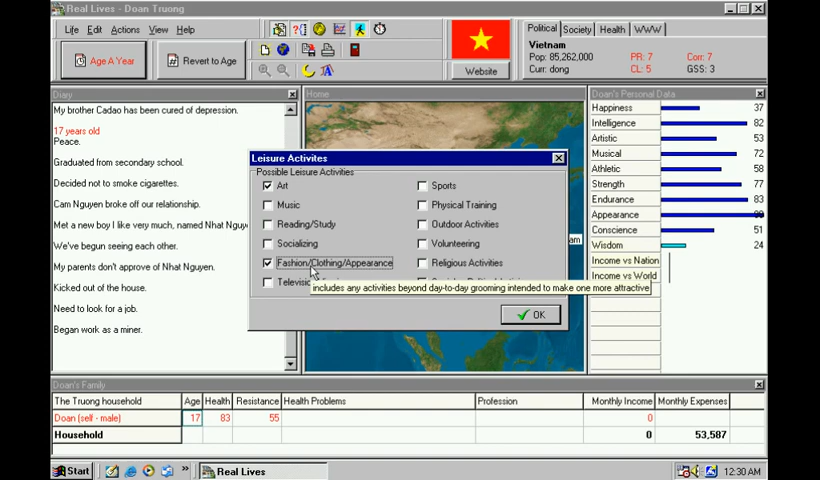 Real Lives - Doan Truong
Life Edit Actions View Help
Age A Year
Revert to Age
Website
Political Society Health WWW
Vietnam
Pop: 85,262,000 PR: 7 Corr: 7
Curr: dong CL: 5 GSS: 3
Diary
My brother Cadao has been cured of depression.
17 years old
Peace.
Graduated from secondary school.
Decided not to smoke cigarettes.
Cam Nguyen broke off our relationship.
Met a new boy I like very much, named Nhat Nguy
We've begun seeing each other.
My parents don't approve of Nhat Nguyen.
Kicked out of the house.
Need to look for a job.
Began work as a miner.
Home
am
Leisure Activites
Possible Leisure Activities
Art
Music
Reading/Study
Socializing
Fashion/Clothing/Appearance
Sports
Physical Training
Outdoor Activities
Volunteering
Religious Activities
includes any activities beyond day-to-day grooming intended to make one more attractive
OK
Doan's Personal Data
Happiness 37
Intelligence 82
Artistic 53
Musical 72
Athletic 58
Strength 77
Endurance 83
Appearance
Conscience 51
Wisdom 24
Income vs Nation
Income vs World
Doan's Family
The Truong household Age Health Resistance Health Problems Profession Monthly Income Monthly Expenses
Doan (self - male) 17 83 55 0
Household 0 53,587
Start
Real Lives
12:30 AM